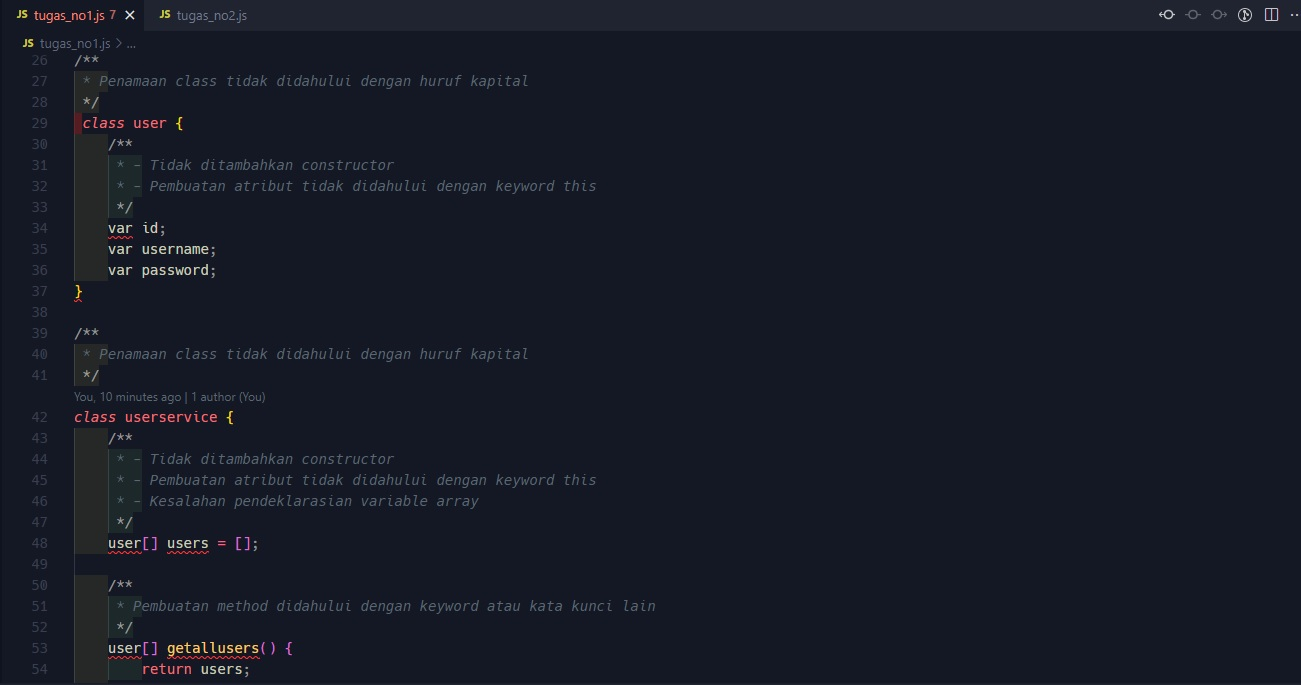 JS tugas_no1.js 7 × JS tugas_no2.js
JS tugas_no1.js > ...
26 /**
27 * Penamaan class tidak didahului dengan huruf kapital
28 */
29 class user {
30 /**
31 * - Tidak ditambahkan constructor
32 * - Pembuatan atribut tidak didahului dengan keyword this
33 */
34 var id;
35 var username;
36 var password;
37 }
38
39 /**
40 * Penamaan class tidak didahului dengan huruf kapital
41 */
You, 10 minutes ago | 1 author (You)
42 class userservice {
43 /**
44 * - Tidak ditambahkan constructor
45 * - Pembuatan atribut tidak didahului dengan keyword this
46 * - Kesalahan pendeklarasian variable array
47 */
48 user[] users = [];
49
50 /**
51 * Pembuatan method didahului dengan keyword atau kata kunci lain
52 */
53 user[] getallusers() {
54 return users;